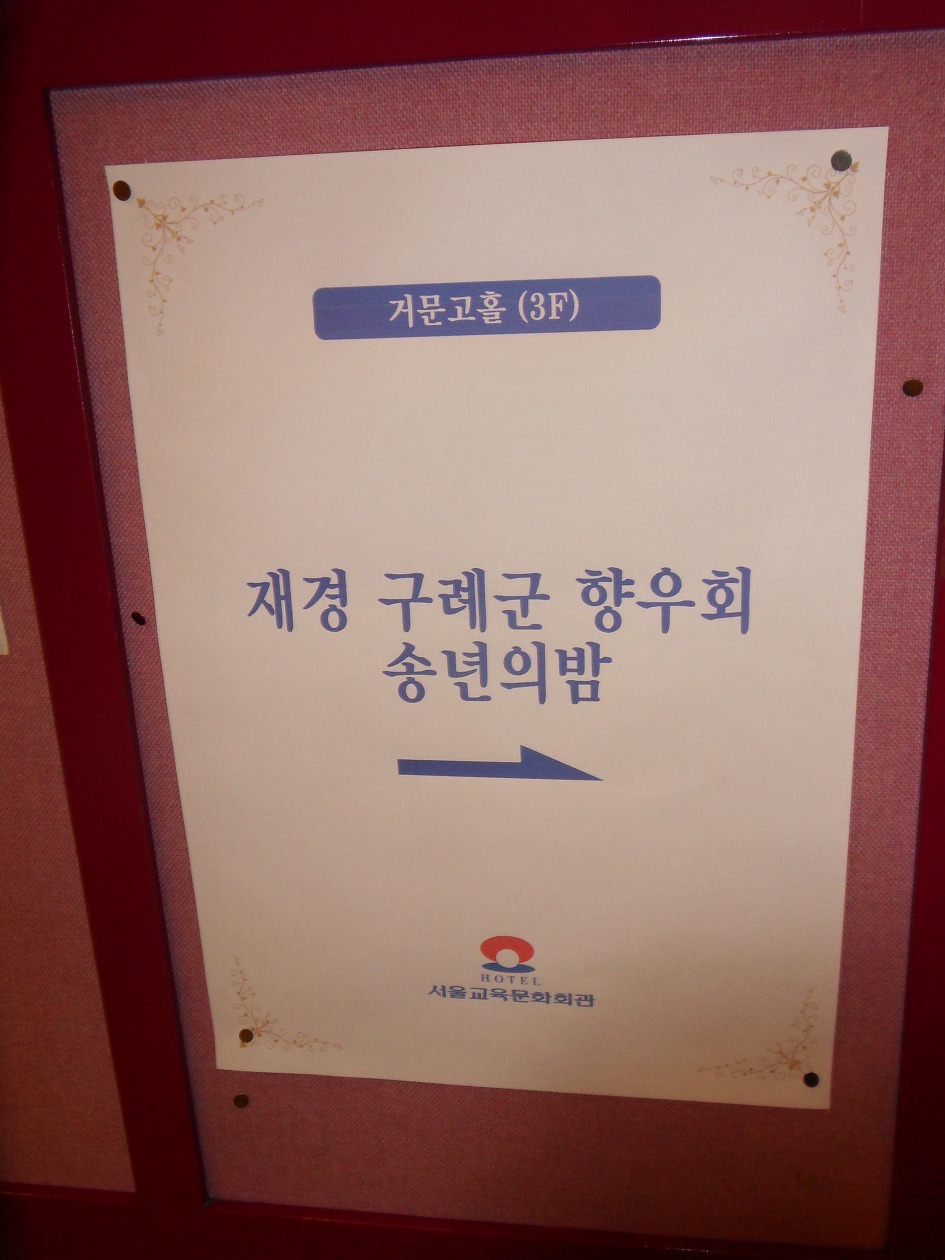 거문고홀 (3F)
재경 구례군 향우회
송년의밤
HOTEL
서울교육문화회관